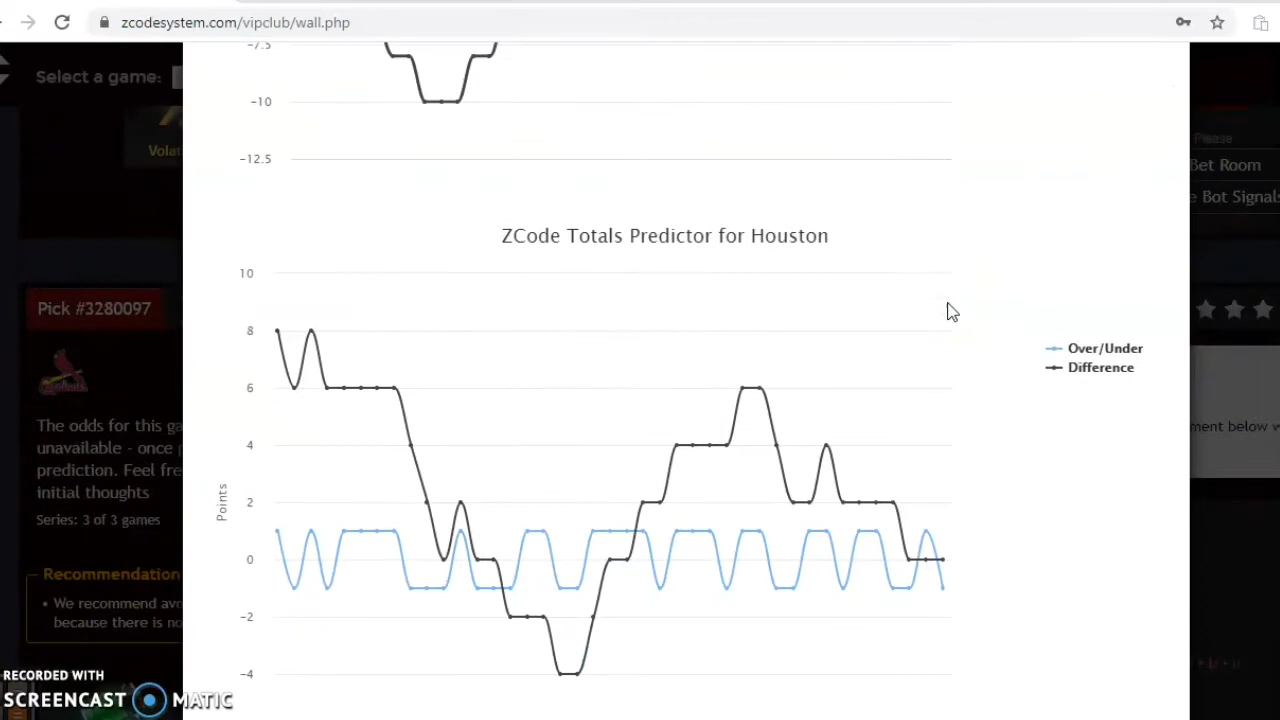 zcodesystem.com/vipclub/wall.php
Select a game:
−7.5
−10
−12.5
Please
Bet Room
Bot Signals
ZCode Totals Predictor for Houston
10
8
6
4
2
0
−2
−4
Points
Over/Under
Difference
Pick #3280097
The odds for this
unavailable - once
prediction. Feel
initial thoughts
Series: 3 of 3 games
Recommendation
• We recommend
because there is no
ment below
RECORDED WITH
SCREENCAST MATIC